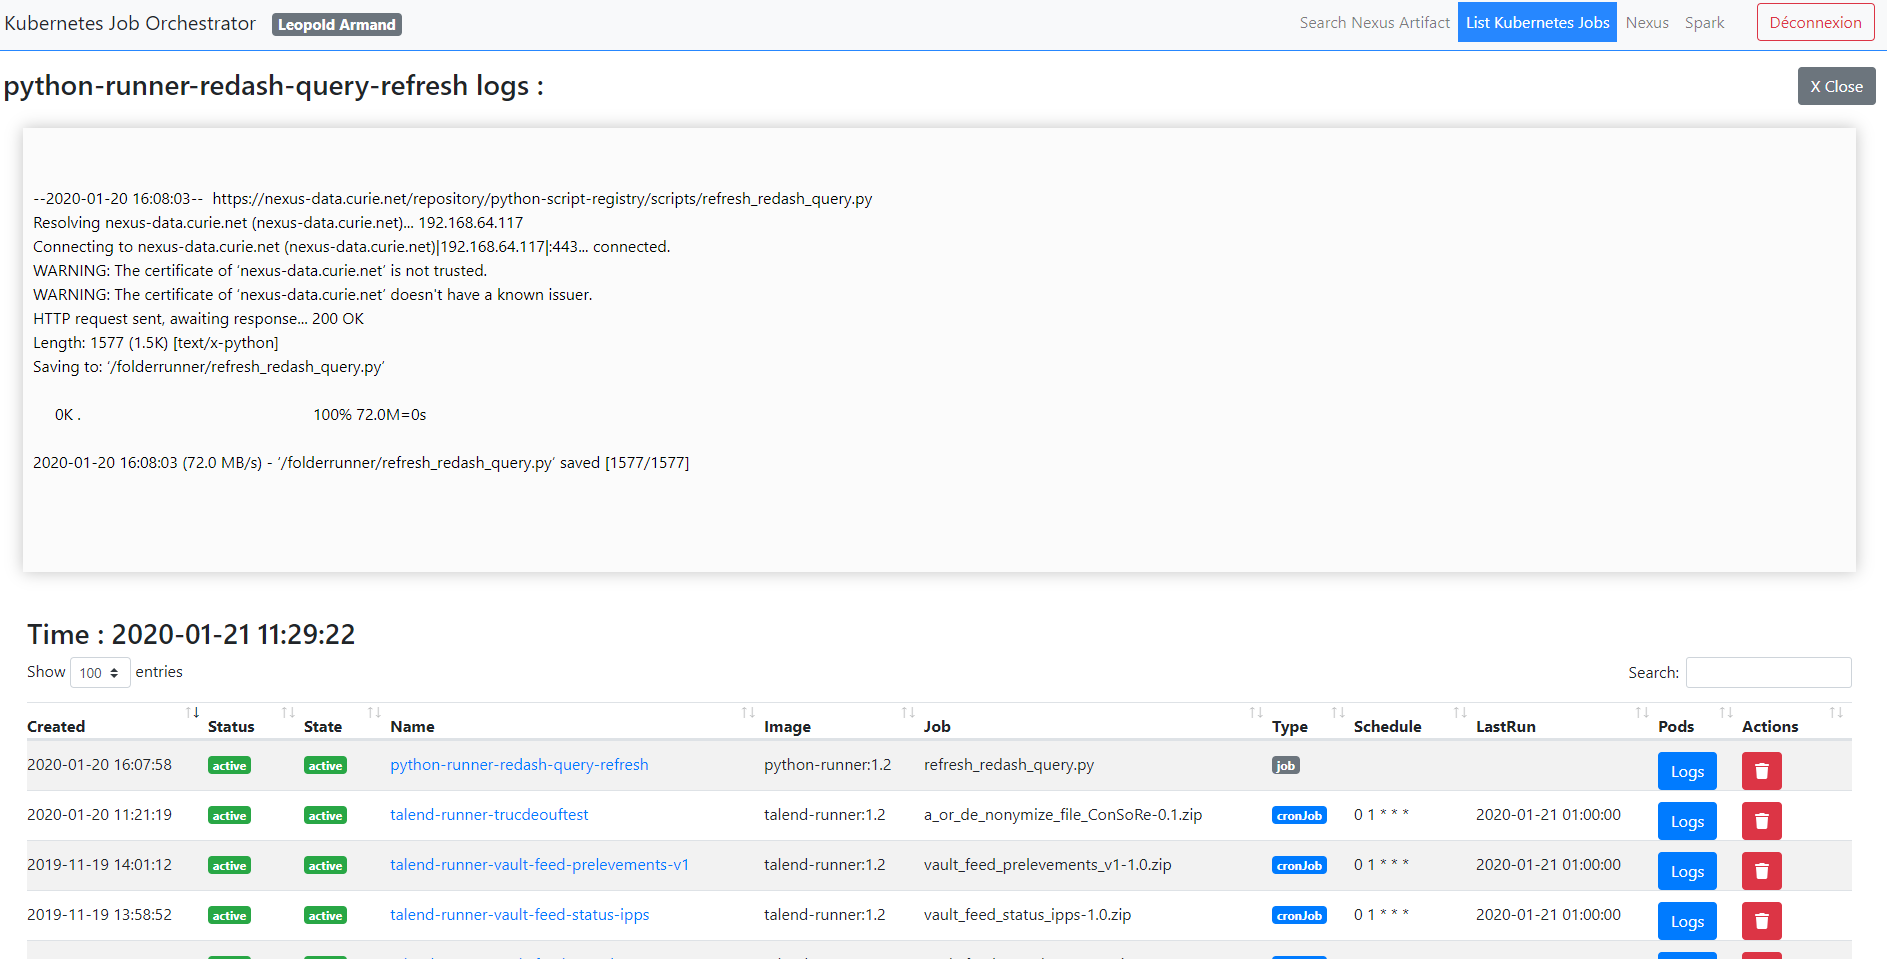 Kubernetes Job Orchestrator Leopold Armand Search Nexus Artifact List Kubernetes Jobs Nexus Spark Déconnexion
python-runner-redash-query-refresh logs : X Close
--2020-01-20 16:08:03-- https://nexus-data.curie.net/repository/python-script-registry/scripts/refresh_redash_query.py
Resolving nexus-data.curie.net (nexus-data.curie.net)... 192.168.64.117
Connecting to nexus-data.curie.net (nexus-data.curie.net)|192.168.64.117|:443... connected.
WARNING: The certificate of ‘nexus-data.curie.net’ is not trusted.
WARNING: The certificate of ‘nexus-data.curie.net’ doesn't have a known issuer.
HTTP request sent, awaiting response... 200 OK
Length: 1577 (1.5K) [text/x-python]
Saving to: ‘/folderrunner/refresh_redash_query.py’
0K . 100% 72.0M=0s
2020-01-20 16:08:03 (72.0 MB/s) - ‘/folderrunner/refresh_redash_query.py’ saved [1577/1577]
Time : 2020-01-21 11:29:22
Show 100 entries Search:
Created Status State Name Image Job Type Schedule LastRun Pods Actions
2020-01-20 16:07:58 active active python-runner-redash-query-refresh python-runner:1.2 refresh_redash_query.py job Logs
2020-01-20 11:21:19 active active talend-runner-trucdeouftest talend-runner:1.2 a_or_de_nonymize_file_ConSoRe-0.1.zip cronJob 0 1 * * * 2020-01-21 01:00:00 Logs
2019-11-19 14:01:12 active active talend-runner-vault-feed-prelevements-v1 talend-runner:1.2 vault_feed_prelevements_v1-1.0.zip cronJob 0 1 * * * 2020-01-21 01:00:00 Logs
2019-11-19 13:58:52 active active talend-runner-vault-feed-status-ipps talend-runner:1.2 vault_feed_status_ipps-1.0.zip cronJob 0 1 * * * 2020-01-21 01:00:00 Logs